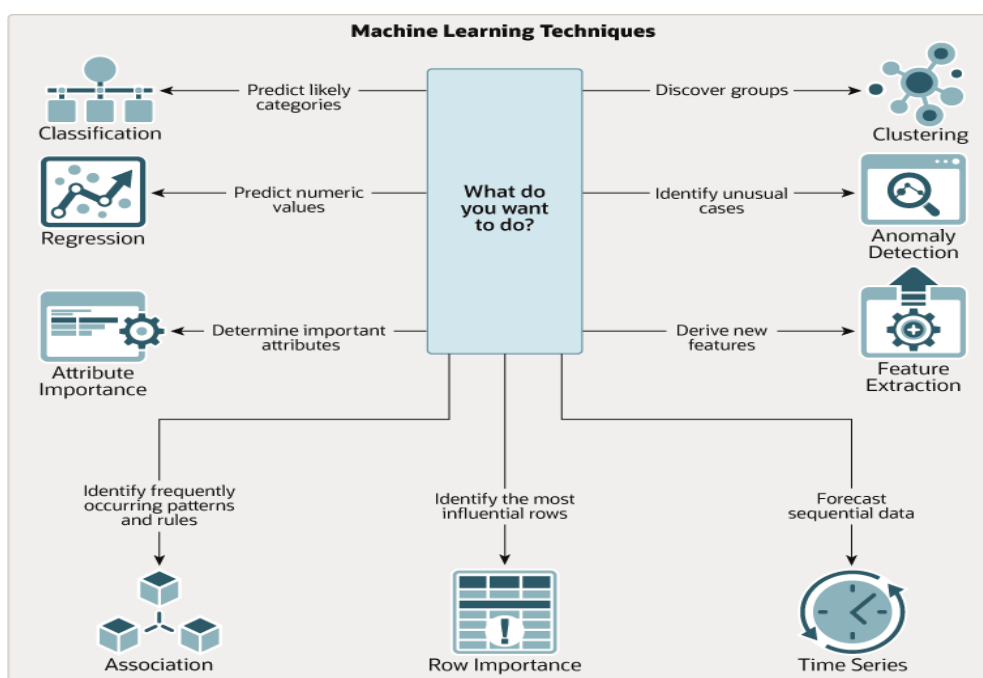 Machine Learning Techniques
Predict likely
categories
Classification
Discover groups
Clustering
What do
you want
to do?
Predict numeric
values
Regression
Identify unusual
cases
Anomaly
Detection
Determine important
attributes
Attribute
Importance
Derive new
features
Feature
Extraction
Identify frequently
occurring patterns
and rules
Association
Identify the most
influential rows
Row Importance
Forecast
sequential data
Time Series